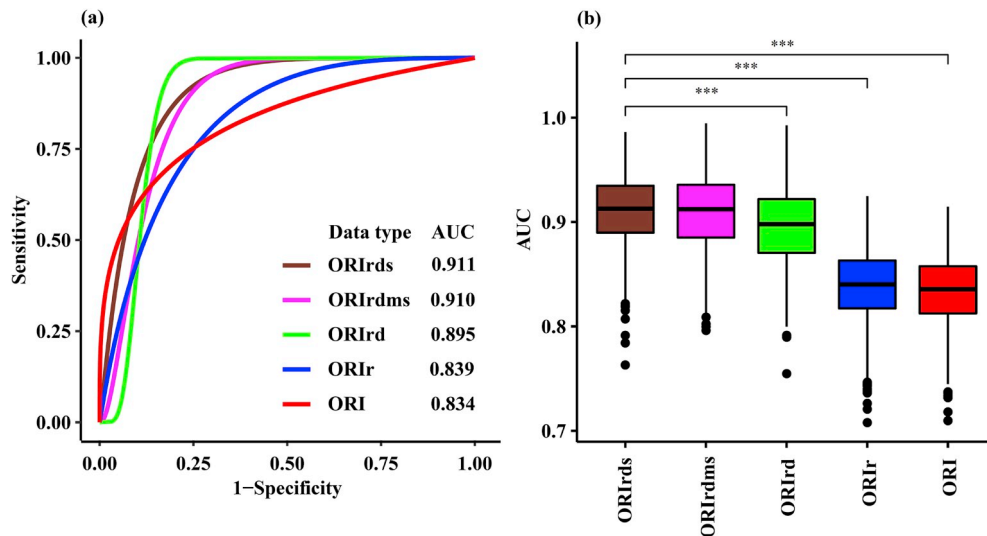 (a)
1.00
0.75
0.50
0.25
0.00
Sensitivity
Data type AUC
ORIrds 0.911
ORIrdms 0.910
ORIrd 0.895
ORIr 0.839
ORI 0.834
0.00 0.25 0.50 0.75 1.00
1−Specificity
(b)
***
***
***
1.0
0.9
0.8
0.7
AUC
ORIrds
ORIrdms
ORIrd
ORIr
ORI